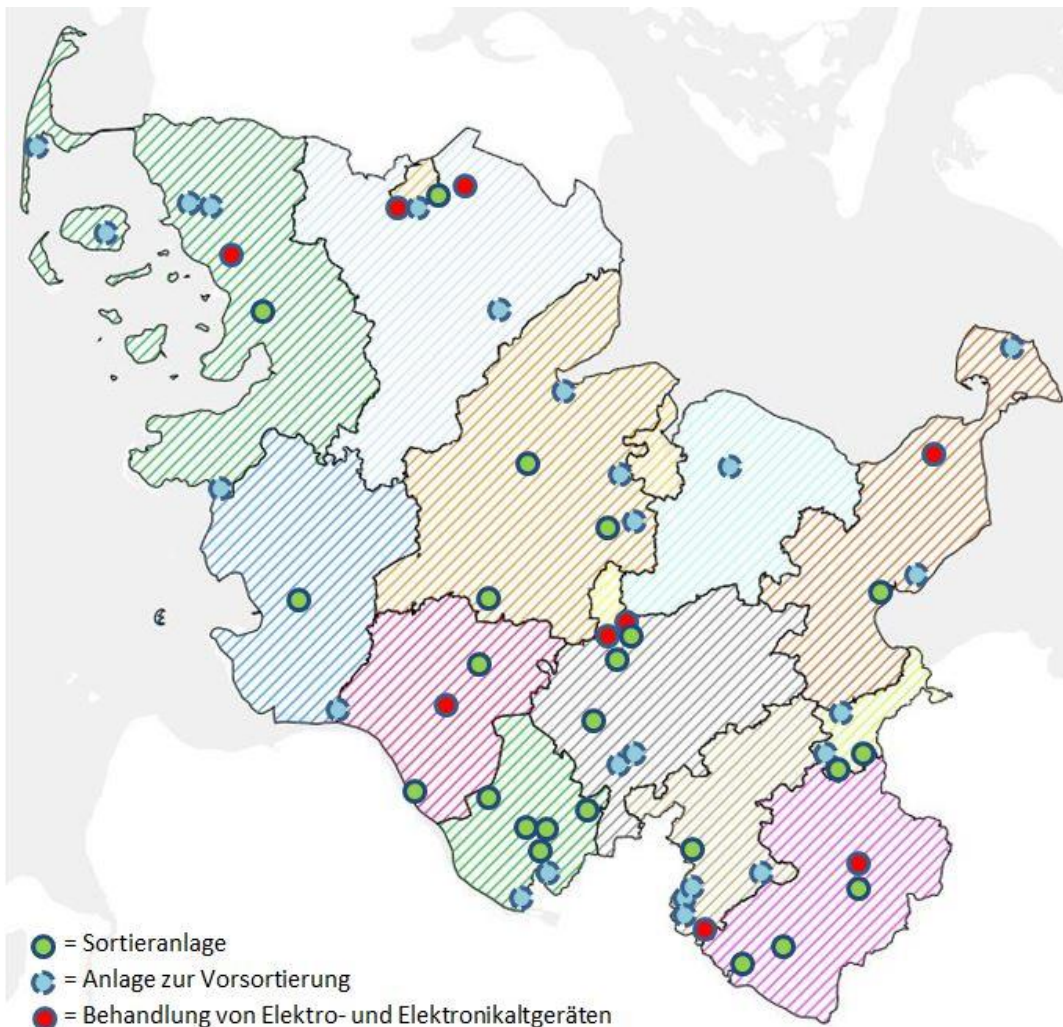 = Sortieranlage
= Anlage zur Vorsortierung
= Behandlung von Elektro- und Elektronikaltgeräten